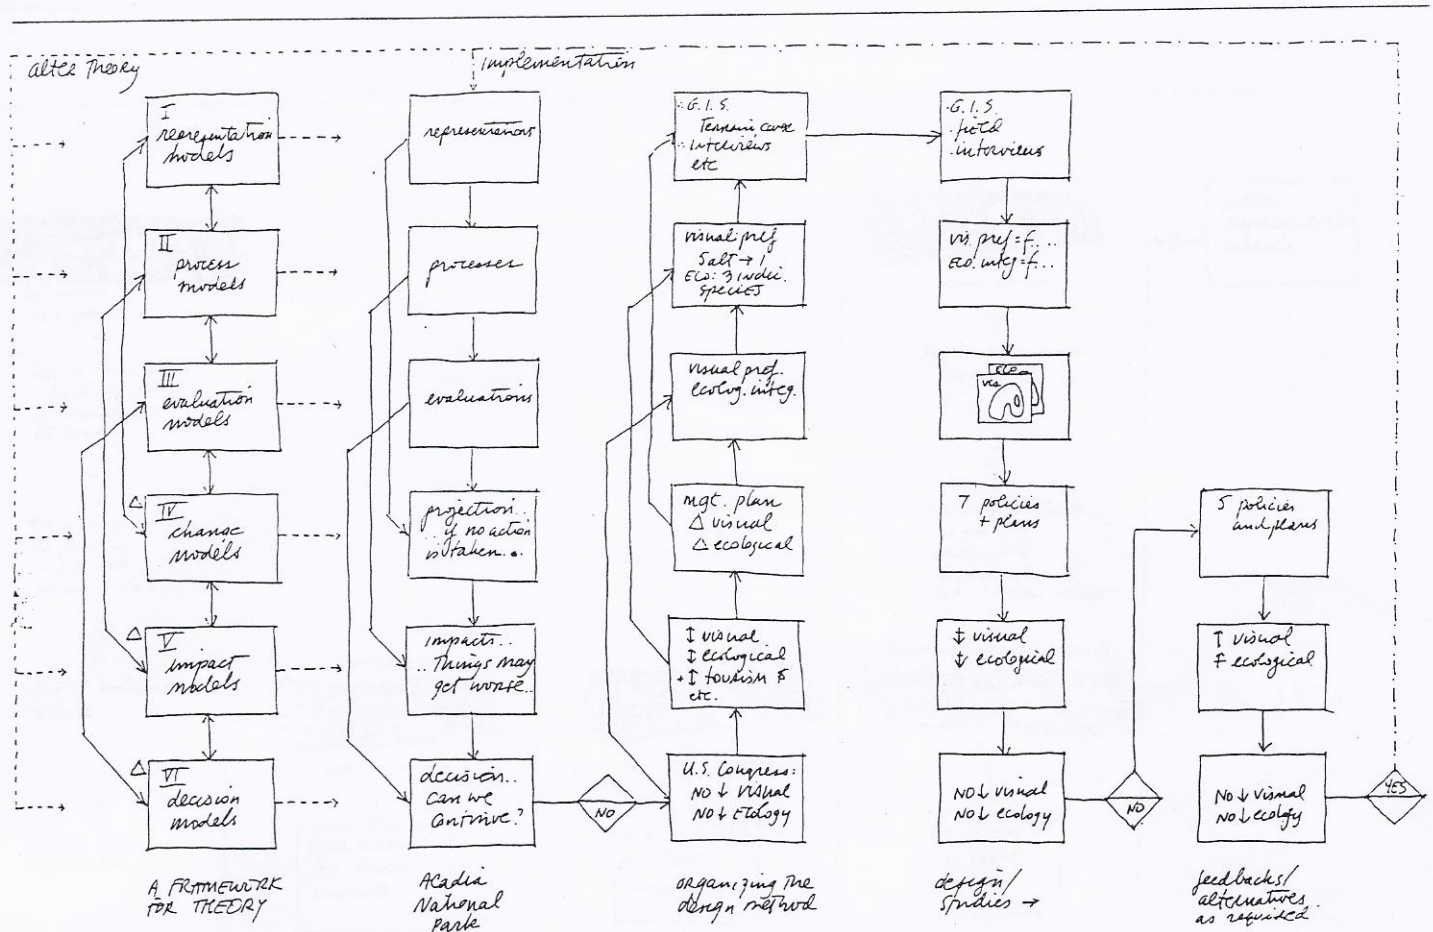 alter theory
Implementation
I
representation
models
II
process
models
III
evaluation
models
△
IV
change
models
△
V
impact
models
△
VI
decision
models
A FRAMEWORK
FOR THEORY
representations
processes
evaluations
projection..
if no action
is taken...
impacts..
..Things may
get worse..
decision..
can we
continue?
NO
Acadia
National
Park
G.I.S.
Terrain
Interviews
etc
visual: pref
Salt → 1
Eco: 3 indic.
species
visual pref.
ecolog. integ.
mgt. plan
△ visual
△ ecological
↕ visual
↕ ecological
+ ↕ tourism $
etc.
U.S. Congress:
NO ↓ visual
NO ↓ ECology
organizing the
design method
G.I.S.
field
interviews
vis. pref = f....
Eco. integ = f...
ECO.
VIS
7 policies
+ plans
↕ visual
↓ ecological
NO ↓ visual
NO ↓ ecology
NO
design/
studies →
5 policies
and plans
↑ visual
ecological
NO ↓ visual
NO ↓ ecology
YES
feedbacks/
alternatives
as required